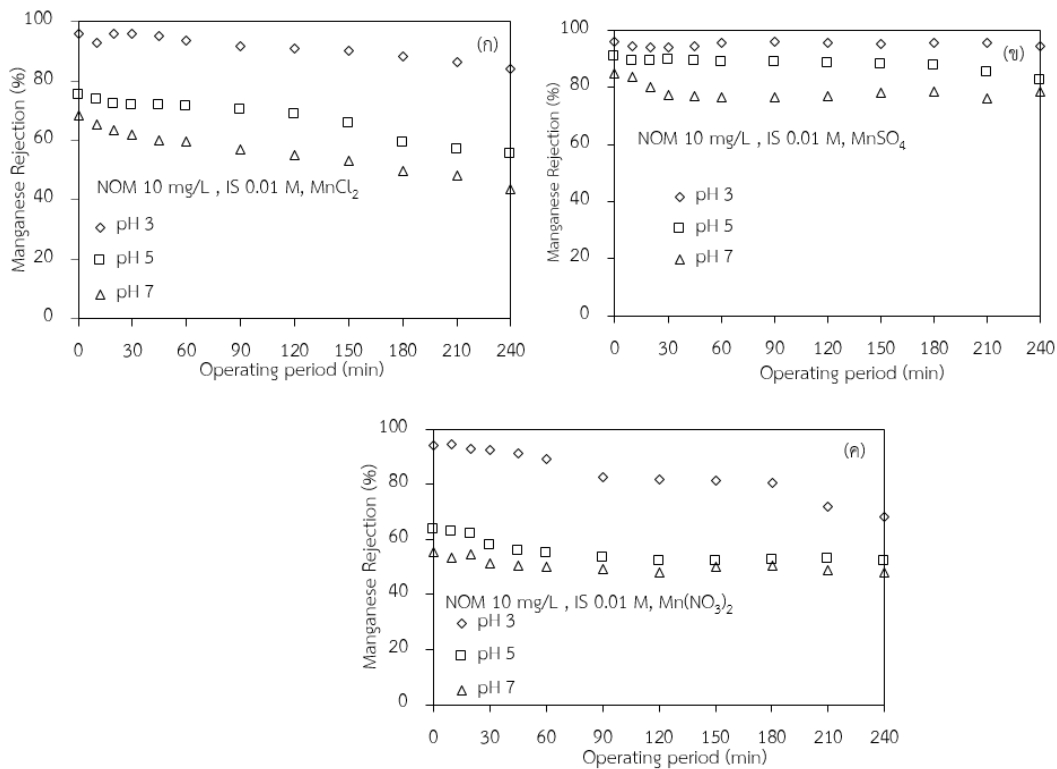 (ก)
Manganese Rejection (%)
100
80
60
40
20
0
NOM 10 mg/L , IS 0.01 M, MnCl₂
pH 3
pH 5
pH 7
0 30 60 90 120 150 180 210 240
Operating period (min)
(ข)
Manganese Rejection (%)
100
80
60
40
20
0
NOM 10 mg/L , IS 0.01 M, MnSO₄
pH 3
pH 5
pH 7
0 30 60 90 120 150 180 210 240
Operating period (min)
(ค)
Manganese Rejection (%)
100
80
60
40
20
0
NOM 10 mg/L , IS 0.01 M, Mn(NO₃)₂
pH 3
pH 5
pH 7
0 30 60 90 120 150 180 210 240
Operating period (min)